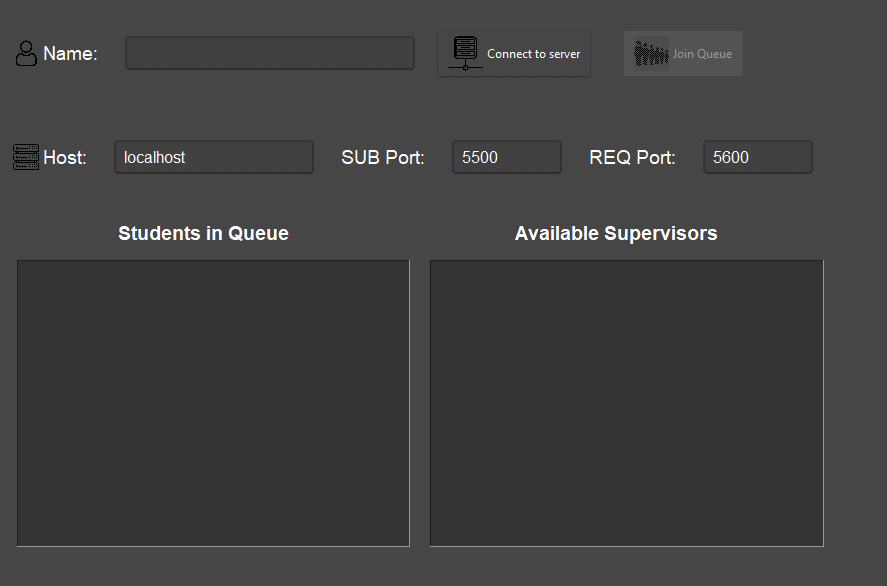 Name:
Connect to server
Join Queue
Host:
localhost
SUB Port:
5500
REQ Port:
5600
Students in Queue
Available Supervisors